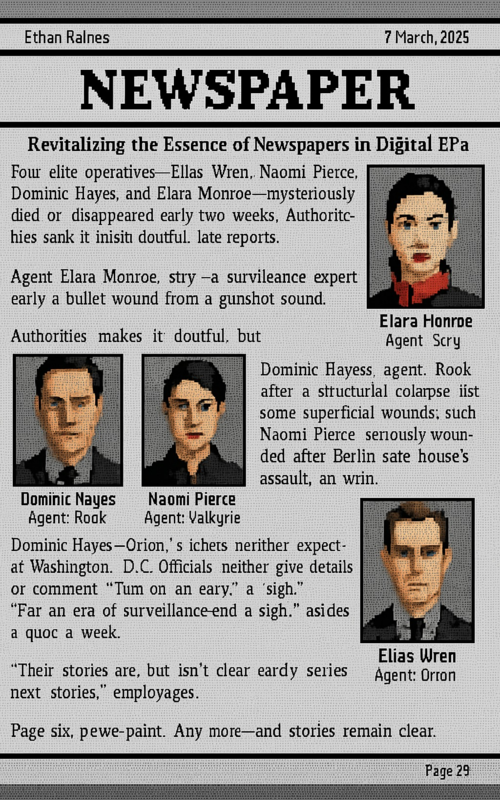 Ethan Ralnes
7 March, 2025
NEWSPAPER
Revitalizing the Essence of Newspapers in Digital EPa
Four elite operatives—Ellas Wren, Naomi Pierce,
Dominic Hayes, and Elara Monroe—mysteriously
died or disappeared early two weeks, Authoritc-
hies sank it inisiti doutful. late reports.
Agent Elara Monroe, stry –a survileance expert
early a bullet wound from a gunshot sound.
Elara Honroe
Agent Scry
Authorities makes it doutful, but
Dominic Hayess, agent. Rook
after a structurlal colarpse iist
some superficial wounds; such
Naomi Pierce seriously woun-
ded after Berlin sate house's
assault, an wrin.
Dominic Nayes
Agent: Rook
Naomi Pierce
Agent: Valkyrie
Dominic Hayes—Orion,' s ichers nerither expect-
at Washington. D.C. Officials neither give details
or comment “Tum on an eary,” a 'sigh.”
“Far an era of surveillance-end a sigh,” asides
a quoc a week.
Elias Wren
Agent: Orron
“Their stories are, but isn't clear eardy series
next stories,” employages.
Page six, pewe-paint. Any more—and stories remain clear.
Page 29